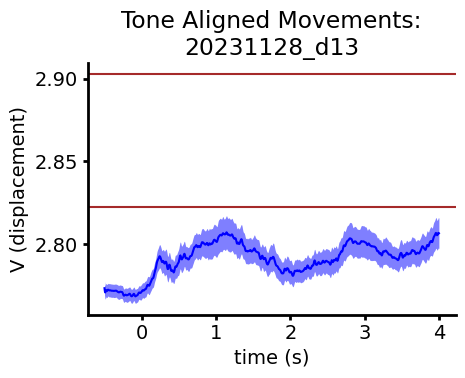 Tone Aligned Movements:
20231128_d13
2.90
2.85
2.80
V (displacement)
0 1 2 3 4
time (s)